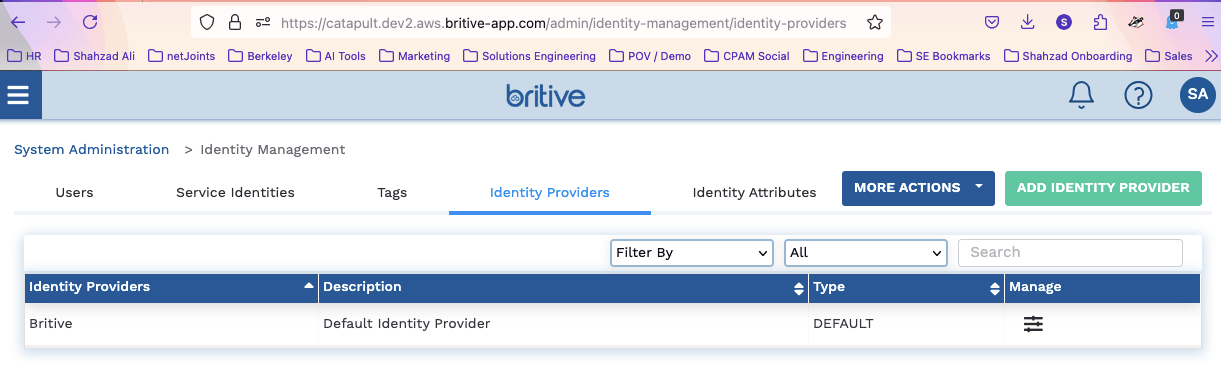 https://catapult.dev2.aws.britive-app.com/admin/identity-management/identity-providers
S
0
HR Shahzad Ali netJoints Berkeley AI Tools Marketing Solutions Engineering POV / Demo CPAM Social Engineering SE Bookmarks Shahzad Onboarding Sales
britive
SA
System Administration > Identity Management
Users Service Identities Tags Identity Providers Identity Attributes MORE ACTIONS ADD IDENTITY PROVIDER
Filter By All Search
Identity Providers Description Type Manage
Britive Default Identity Provider DEFAULT